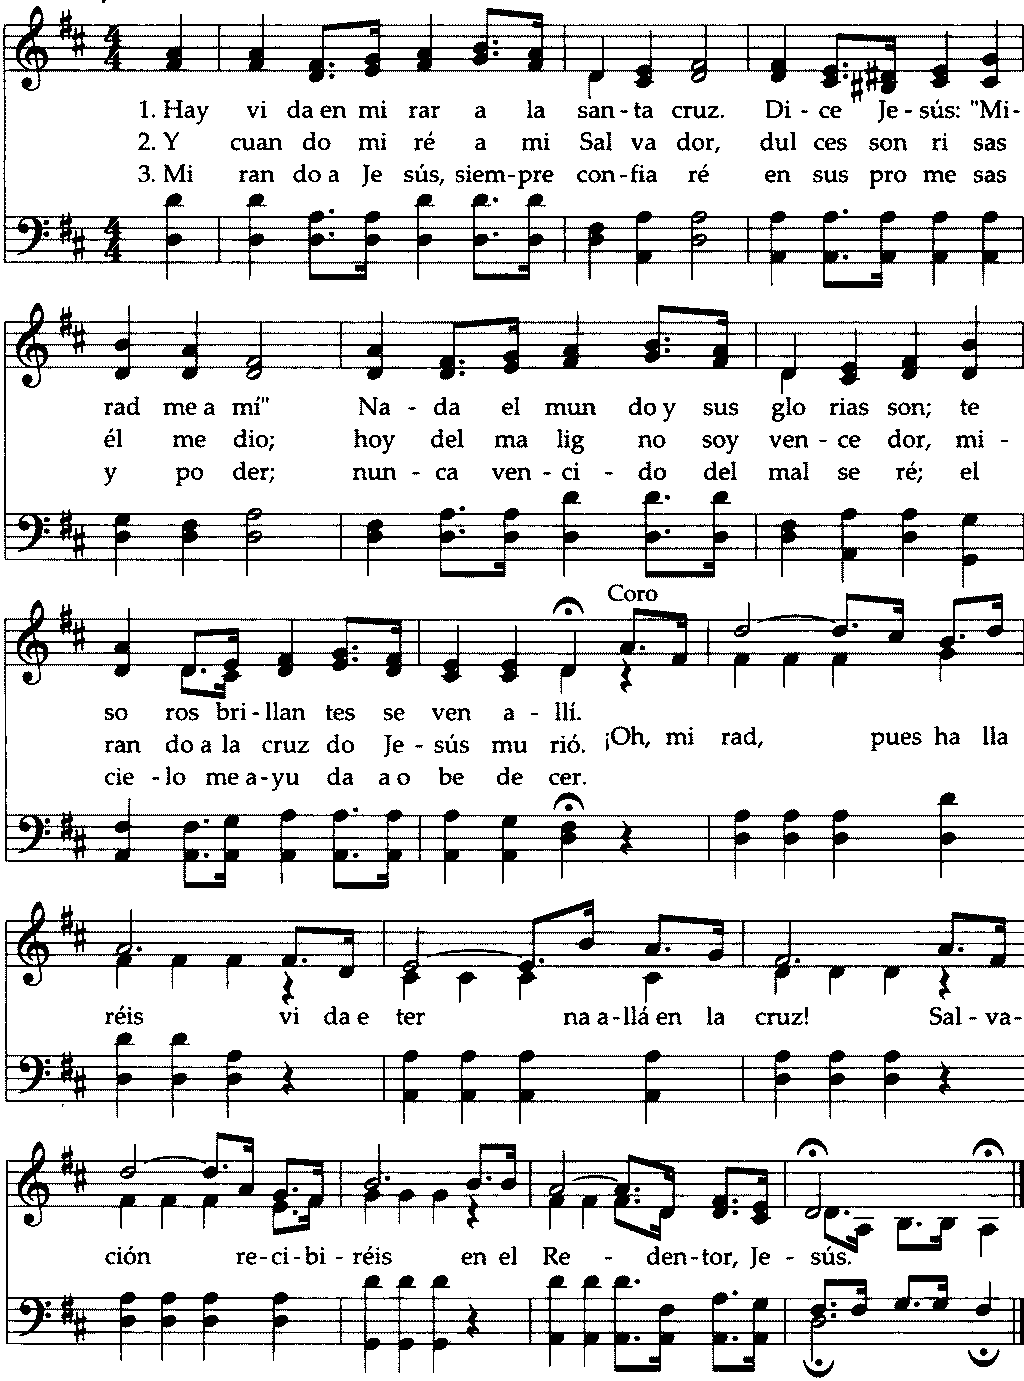 1. Hay vi da en mi rar a la san-ta cruz. Di-ce Je-sús: "Mi-
2. Y cuan do mi ré a mi Sal va dor, dul ces son ri sas
3. Mi ran do a Je sús, siem-pre con-fia ré en sus pro me sas
rad me a mí" Na-da el mun do y sus glo rias son; te
él me dio; hoy del ma lig no soy ven-ce dor, mi-
y po der; nun-ca ven-ci-do del mal se ré; el
Coro
so ros bri-llan tes se ven a-llí.
ran do a la cruz do Je-sús mu rió. ¡Oh, mi rad, pues ha lla
cie-lo me a-yu da a o be de cer.
réis vi da e ter na a-llá en la cruz! Sal-va-
ción re-ci-bi-réis en el Re-den-tor, Je-sús.